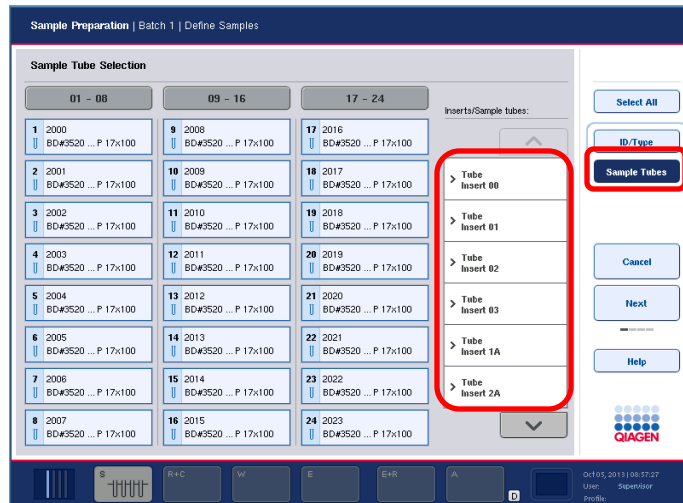 Sample Preparation | Batch 1 | Define Samples
Sample Tube Selection
01 - 08
09 - 16
17 - 24
Inserts/Sample tubes:
1 2000
BD#3520 ... P 17x100
2 2001
BD#3520 ... P 17x100
3 2002
BD#3520 ... P 17x100
4 2003
BD#3520 ... P 17x100
5 2004
BD#3520 ... P 17x100
6 2005
BD#3520 ... P 17x100
7 2006
BD#3520 ... P 17x100
8 2007
BD#3520 ... P 17x100
9 2008
BD#3520 ... P 17x100
10 2009
BD#3520 ... P 17x100
11 2010
BD#3520 ... P 17x100
12 2011
BD#3520 ... P 17x100
13 2012
BD#3520 ... P 17x100
14 2013
BD#3520 ... P 17x100
15 2014
BD#3520 ... P 17x100
16 2015
BD#3520 ... P 17x100
17 2016
BD#3520 ... P 17x100
18 2017
BD#3520 ... P 17x100
19 2018
BD#3520 ... P 17x100
20 2019
BD#3520 ... P 17x100
21 2020
BD#3520 ... P 17x100
22 2021
BD#3520 ... P 17x100
23 2022
BD#3520 ... P 17x100
24 2023
BD#3520 ... P 17x100
Tube
Insert 00
Tube
Insert 01
Tube
Insert 02
Tube
Insert 03
Tube
Insert 1A
Tube
Insert 2A
Select All
ID/Type
Sample Tubes
Cancel
Next
Help
QIAGEN
S
R+C
W
E
E+R
A
D
Oct 05, 2013 | 08:57:27
User: Supervisor
Profile: